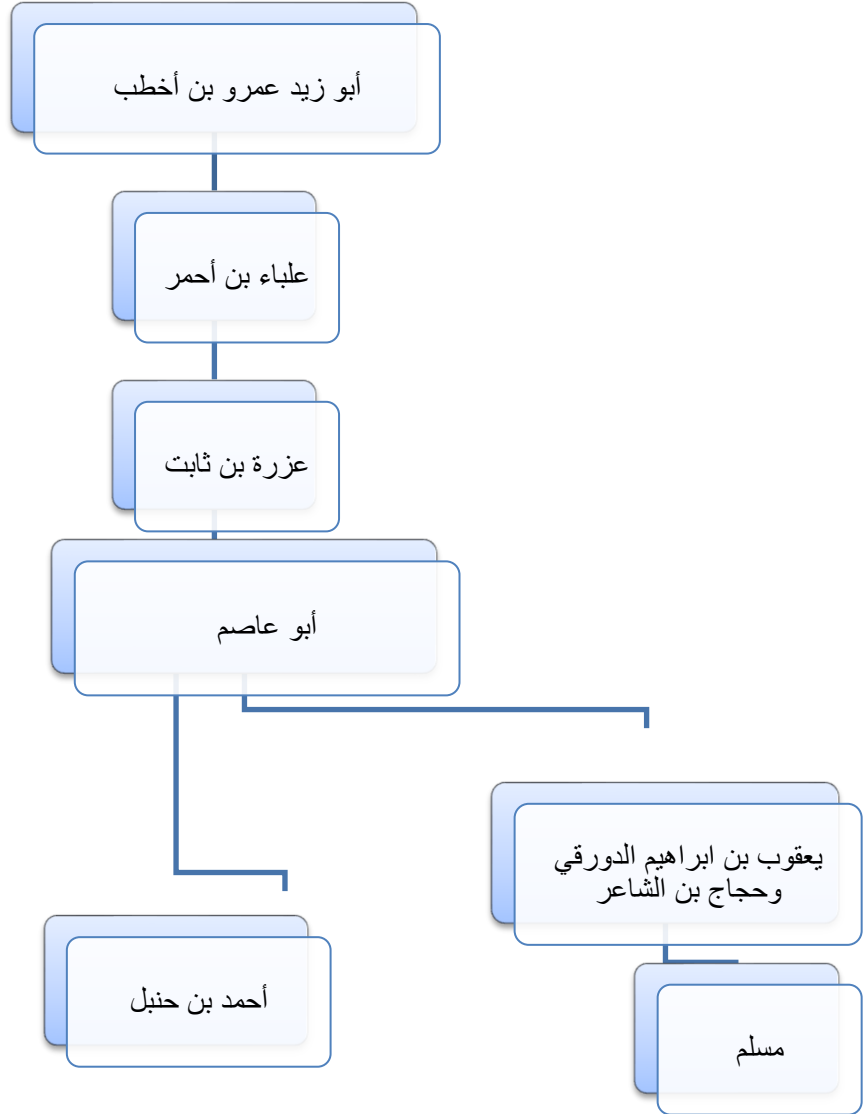 أبو زيد عمرو بن أخطب
علباء بن أحمر
عزرة بن ثابت
أبو عاصم
يعقوب بن ابراهيم الدورقي
وحجاج بن الشاعر
أحمد بن حنبل
مسلم